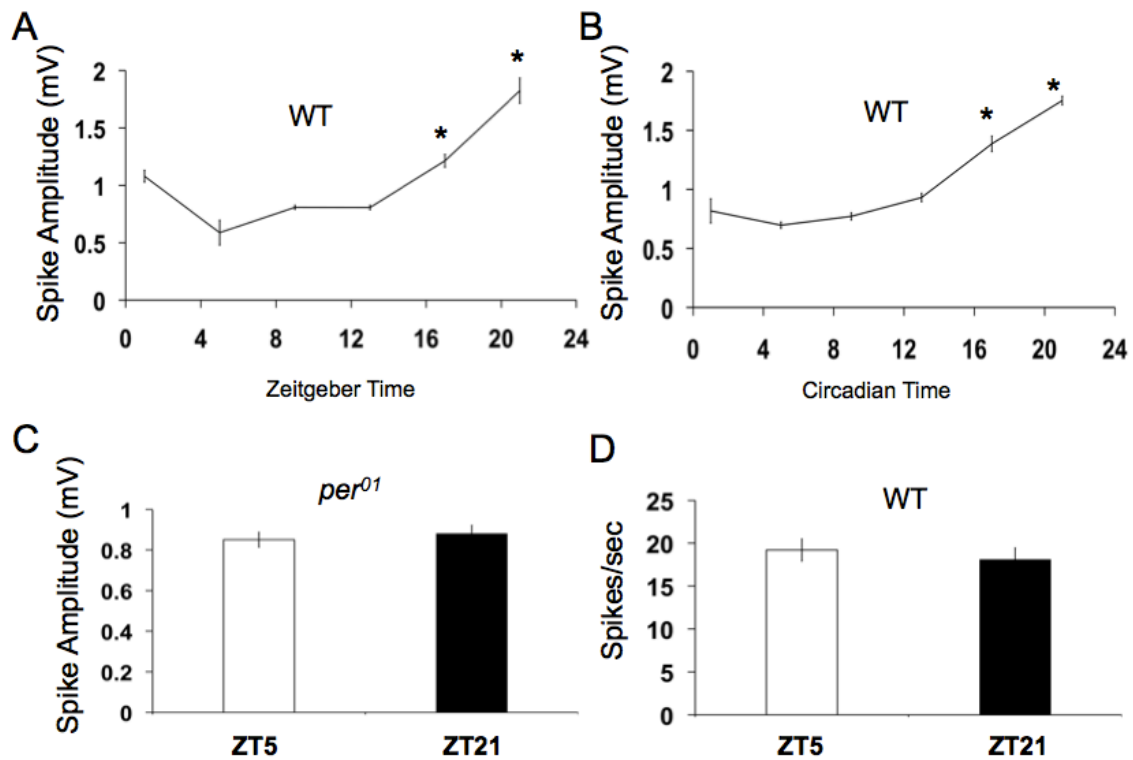 A
Spike Amplitude (mV)
2
1.5
1
0.5
0
WT
*
*
0 4 8 12 16 20 24
Zeitgeber Time
B
Spike Amplitude (mV)
2
1.5
1
0.5
0
WT
*
*
0 4 8 12 16 20 24
Circadian Time
C
Spike Amplitude (mV)
1
0.8
0.6
0.4
0.2
0
per⁰¹
ZT5 ZT21
D
Spikes/sec
25
20
15
10
5
0
WT
ZT5 ZT21